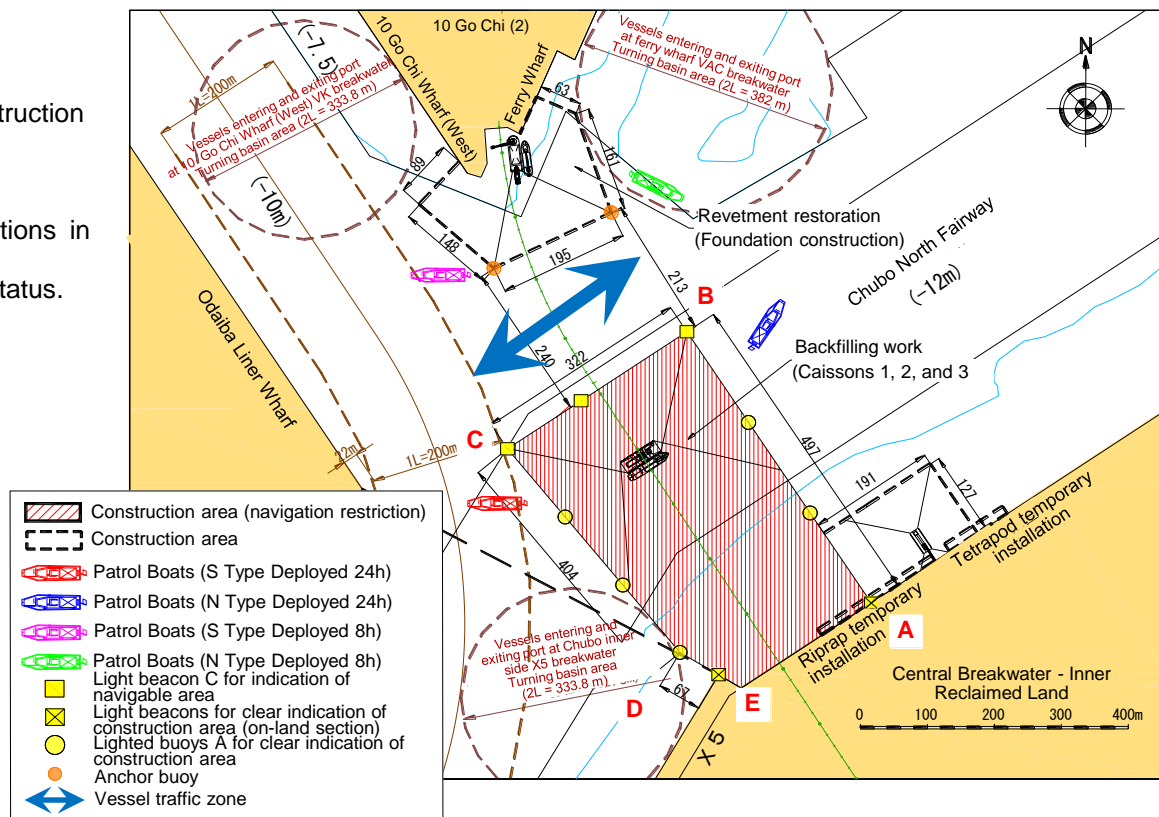 truction
tions in
tatus.
10 Go Chi (2)
10 Go Chi Wharf (West)
Ferry Wharf
(-7.5
1L=200m
Vessels entering and exiting port
at 10 Go Chi Wharf (West) VK breakwater
Turning basin area (2L = 333.8 m)
(-10m)
Vessels entering and exiting port
at ferry wharf VAC breakwater
Turning basin area (2L = 382 m)
N
63
161
89
148
195
213
240
322
Revetment restoration
(Foundation construction)
Chubo North Fairway
(-12m)
B
Backfilling work
(Caissons 1, 2, and 3
Odaiba Liner Wharf
22m
1L=200m
C
497
191
127
404
Tetrapod temporary
installation
Riprap temporary
installation
A
Vessels entering and
exiting port at Chubo inner
side X5 breakwater
Turning basin area
(2L = 333.8 m)
67
D
E
X 5
Central Breakwater - Inner
Reclaimed Land
0 100 200 300 400m
Construction area (navigation restriction)
Construction area
Patrol Boats (S Type Deployed 24h)
Patrol Boats (N Type Deployed 24h)
Patrol Boats (S Type Deployed 8h)
Patrol Boats (N Type Deployed 8h)
Light beacon C for indication of
navigable area
Light beacons for clear indication of
construction area (on-land section)
Lighted buoys A for clear indication of
construction area
Anchor buoy
Vessel traffic zone